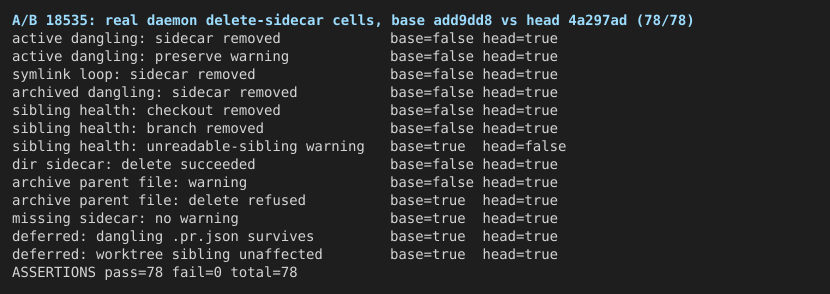 A/B 18535: real daemon delete-sidecar cells, base add9dd8 vs head 4a297ad (78/78)
active dangling: sidecar removed base=false head=true
active dangling: preserve warning base=false head=true
symlink loop: sidecar removed base=false head=true
archived dangling: sidecar removed base=false head=true
sibling health: checkout removed base=false head=true
sibling health: branch removed base=false head=true
sibling health: unreadable-sibling warning base=true head=false
dir sidecar: delete succeeded base=false head=true
archive parent file: warning base=false head=true
archive parent file: delete refused base=true head=true
missing sidecar: no warning base=true head=true
deferred: dangling .pr.json survives base=true head=true
deferred: worktree sibling unaffected base=true head=true
ASSERTIONS pass=78 fail=0 total=78